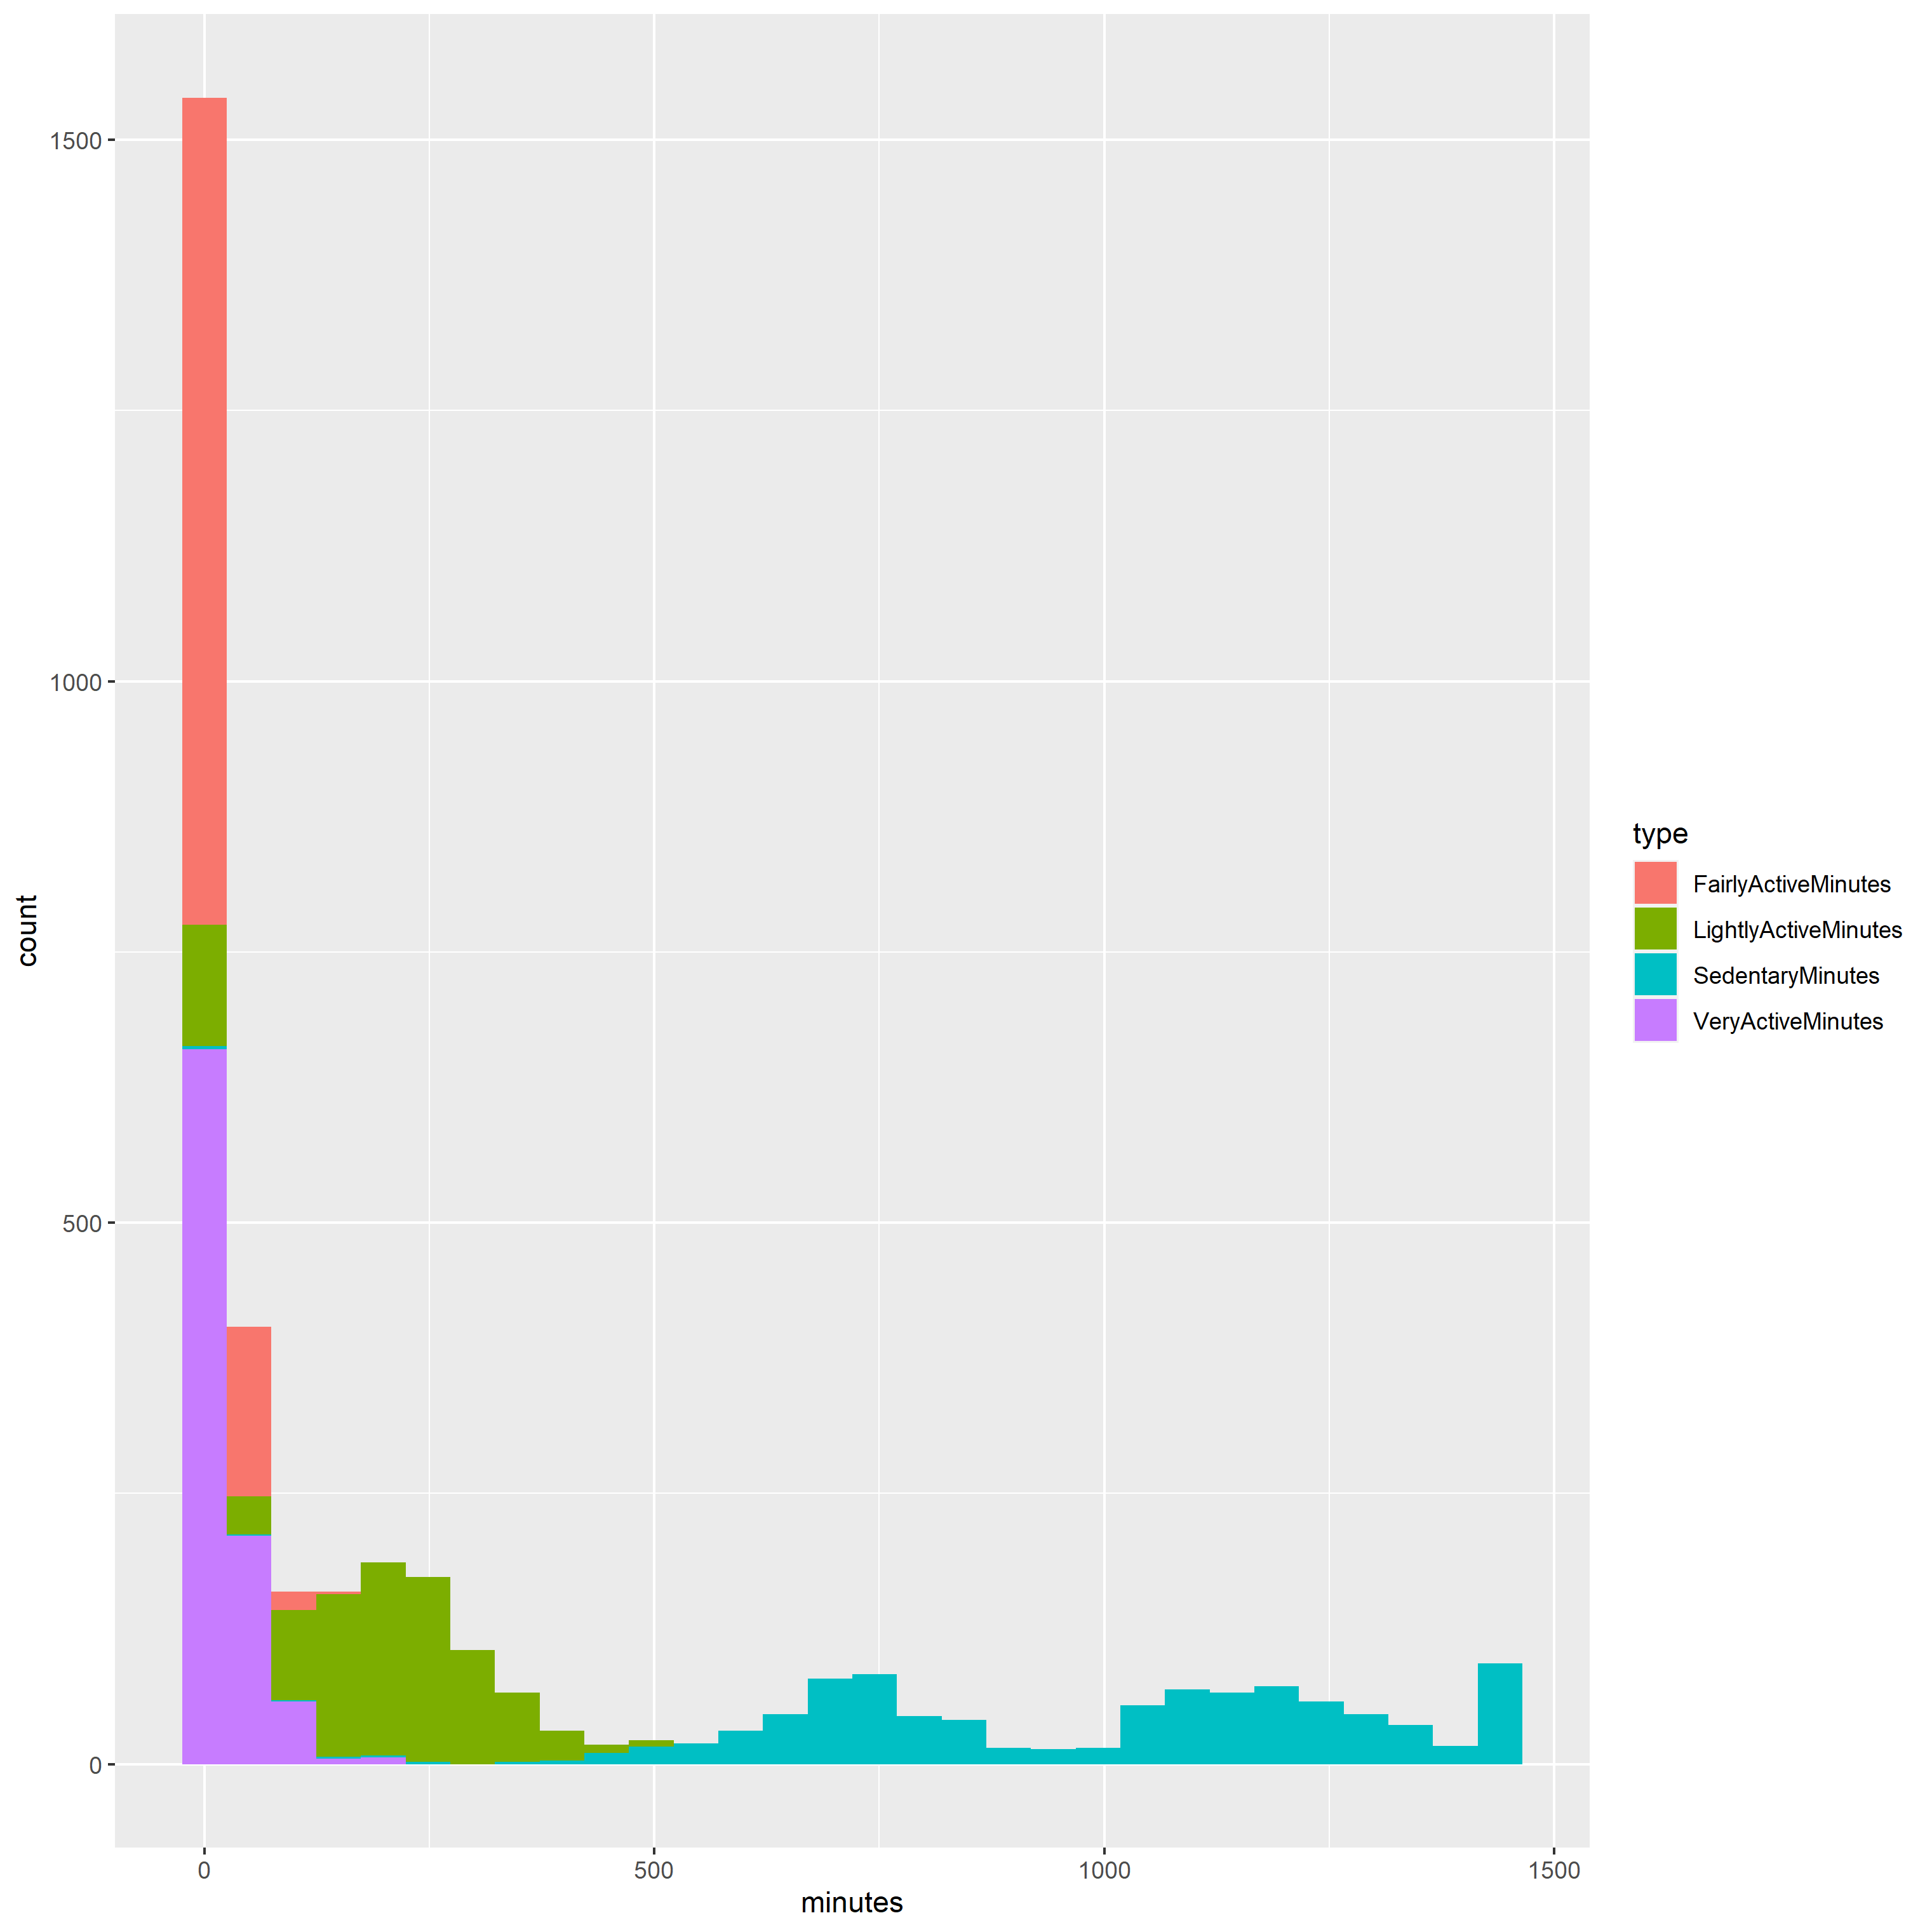 1500
1000
500
0
count
0 500 1000 1500
minutes
type
FairlyActiveMinutes
LightlyActiveMinutes
SedentaryMinutes
VeryActiveMinutes